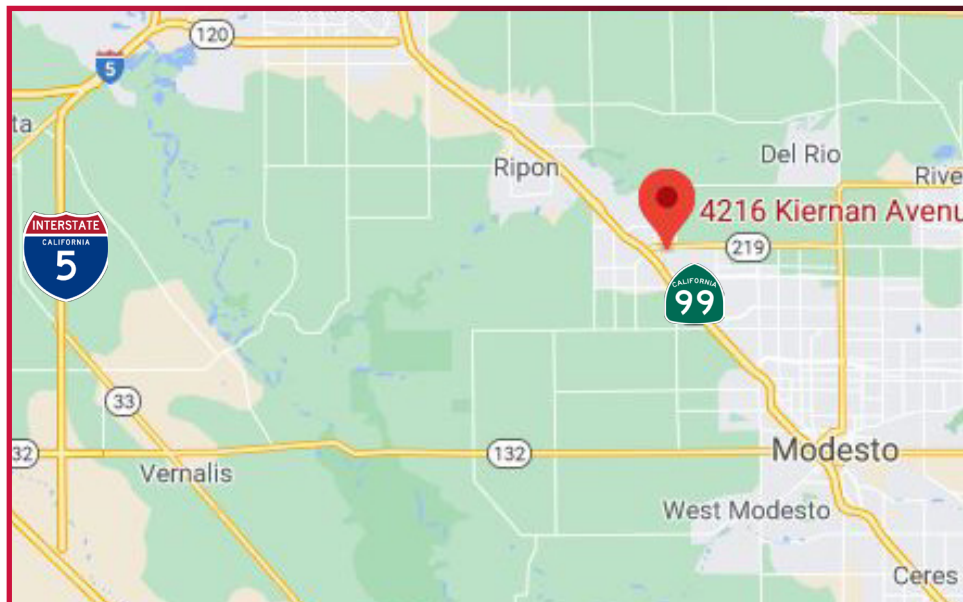 120
5
ta
Del Rio
Ripon
Rive
4216 Kiernan Avenu
219
INTERSTATE
CALIFORNIA
5
CALIFORNIA
99
33
32
132
Modesto
Vernalis
West Modesto
Ceres